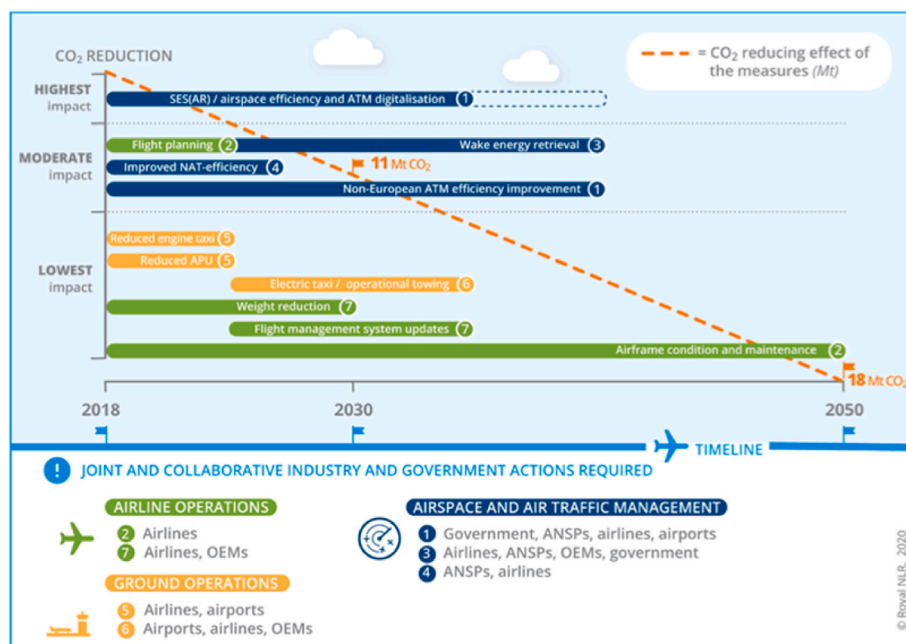 CO₂ REDUCTION
= CO₂ reducing effect of
the measures (Mt)
HIGHEST
impact
SES(AR) / airspace efficiency and ATM digitalisation 1
MODERATE
impact
Flight planning 2
Wake energy retrieval 3
Improved NAT-efficiency 4
11 Mt CO₂
Non-European ATM efficiency improvement 1
LOWEST
impact
Reduced engine taxi 5
Reduced APU 5
Electric taxi / operational towing 6
Weight reduction 7
Flight management system updates 7
Airframe condition and maintenance 2
18 Mt CO₂
2018
2030
2050
TIMELINE
! JOINT AND COLLABORATIVE INDUSTRY AND GOVERNMENT ACTIONS REQUIRED
AIRLINE OPERATIONS
2 Airlines
7 Airlines, OEMs
GROUND OPERATIONS
5 Airlines, airports
6 Airports, airlines, OEMs
AIRSPACE AND AIR TRAFFIC MANAGEMENT
1 Government, ANSPs, airlines, airports
3 Airlines, ANSPs, OEMs, government
4 ANSPs, airlines
© Royal NLR, 2020